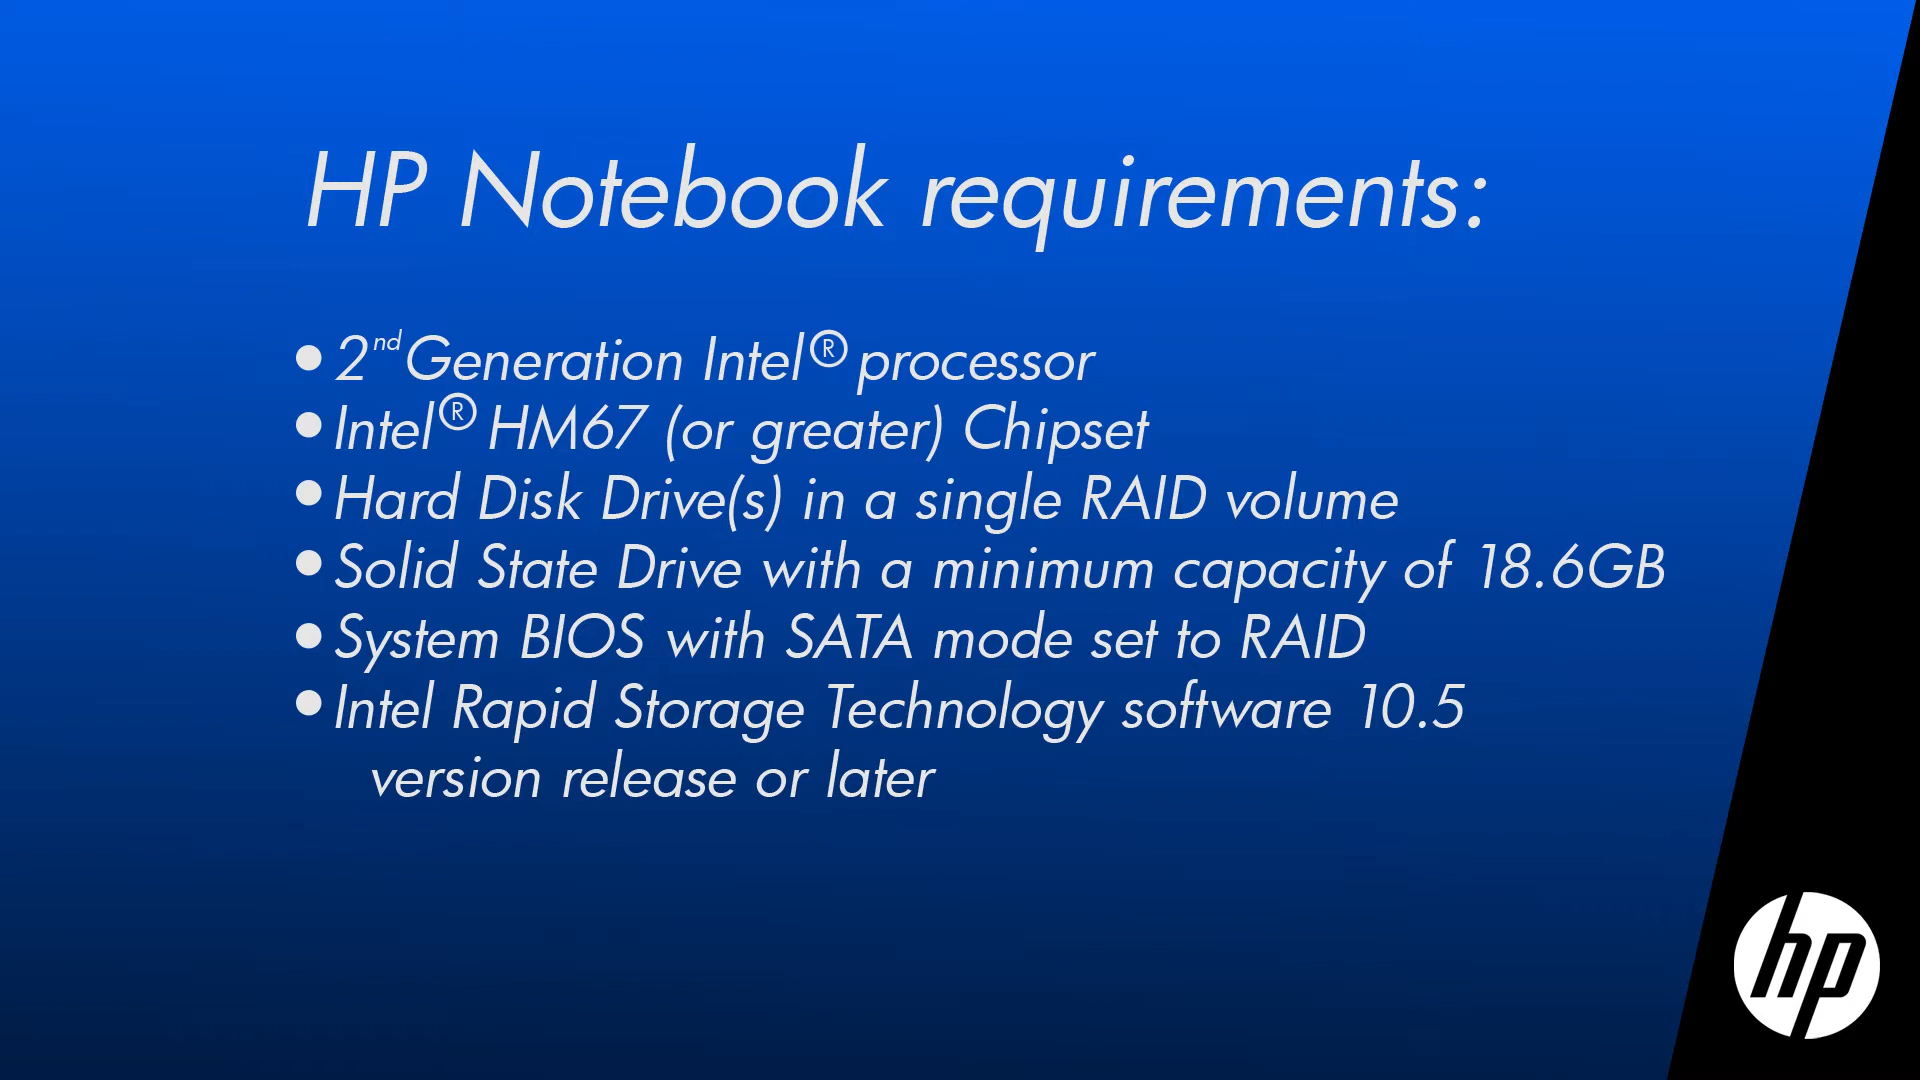 HP Notebook requirements:
• 2nd Generation Intel® processor
• Intel® HM67 (or greater) Chipset
• Hard Disk Drive(s) in a single RAID volume
• Solid State Drive with a minimum capacity of 18.6GB
• System BIOS with SATA mode set to RAID
• Intel Rapid Storage Technology software 10.5
version release or later
hp